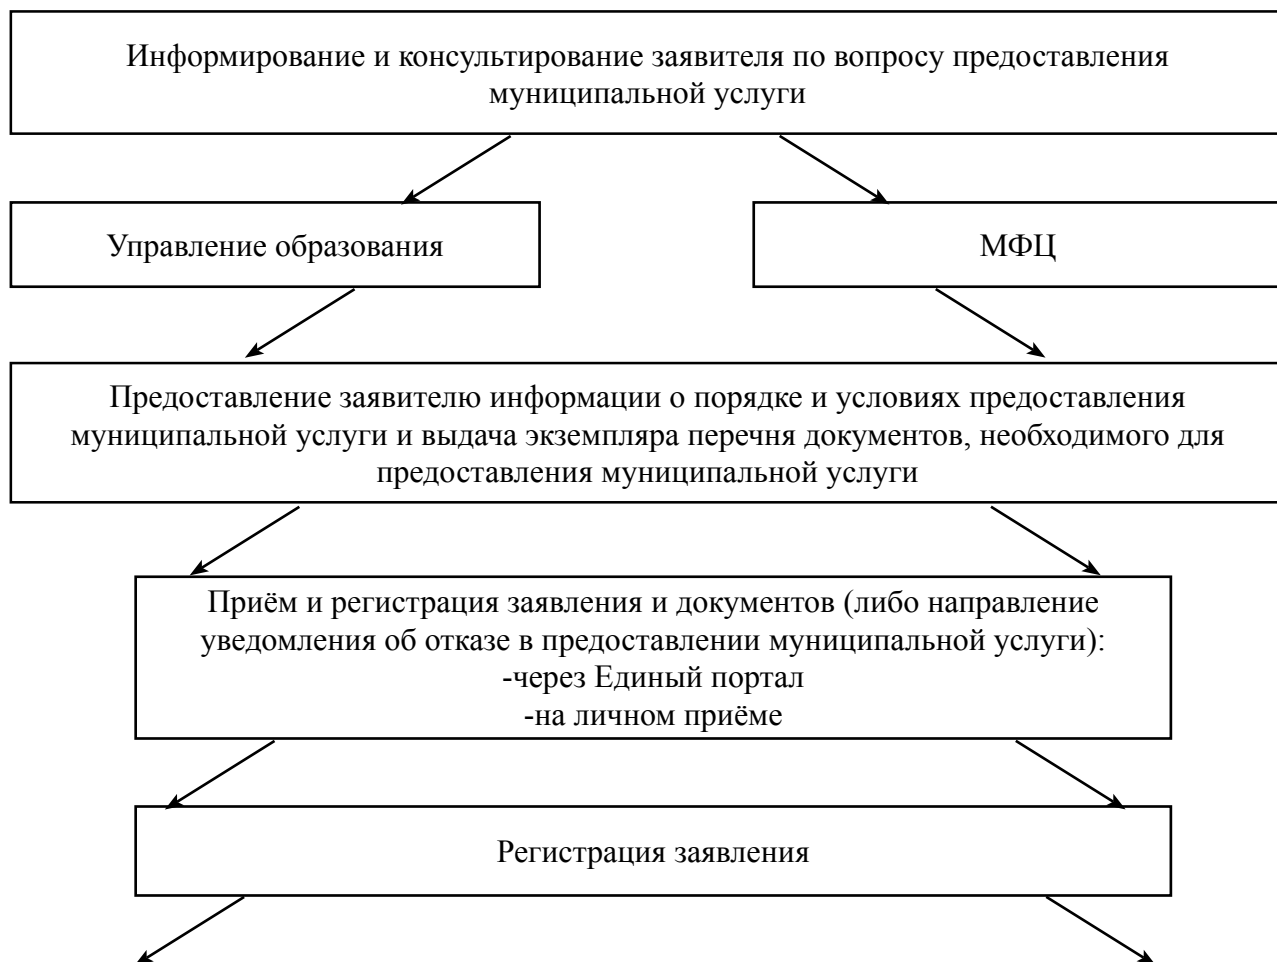 Информирование и консультирование заявителя по вопросу предоставления
муниципальной услуги
Управление образования
МФЦ
Предоставление заявителю информации о порядке и условиях предоставления
муниципальной услуги и выдача экземпляра перечня документов, необходимого для
предоставления муниципальной услуги
Приём и регистрация заявления и документов (либо направление
уведомления об отказе в предоставлении муниципальной услуги):
-через Единый портал
-на личном приёме
Регистрация заявления